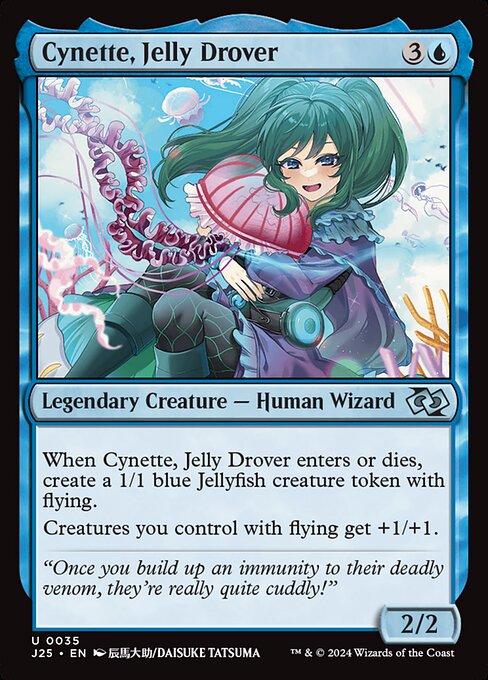 Cynette, Jelly Drover 3
Legendary Creature — Human Wizard
When Cynette, Jelly Drover enters or dies,
create a 1/1 blue Jellyfish creature token with
flying.
Creatures you control with flying get +1/+1.
“Once you build up an immunity to their deadly
venom, they’re really quite cuddly!”
2/2
U 0035
J25 • EN 辰馬大助/DAISUKE TATSUMA
™ & © 2024 Wizards of the Coast